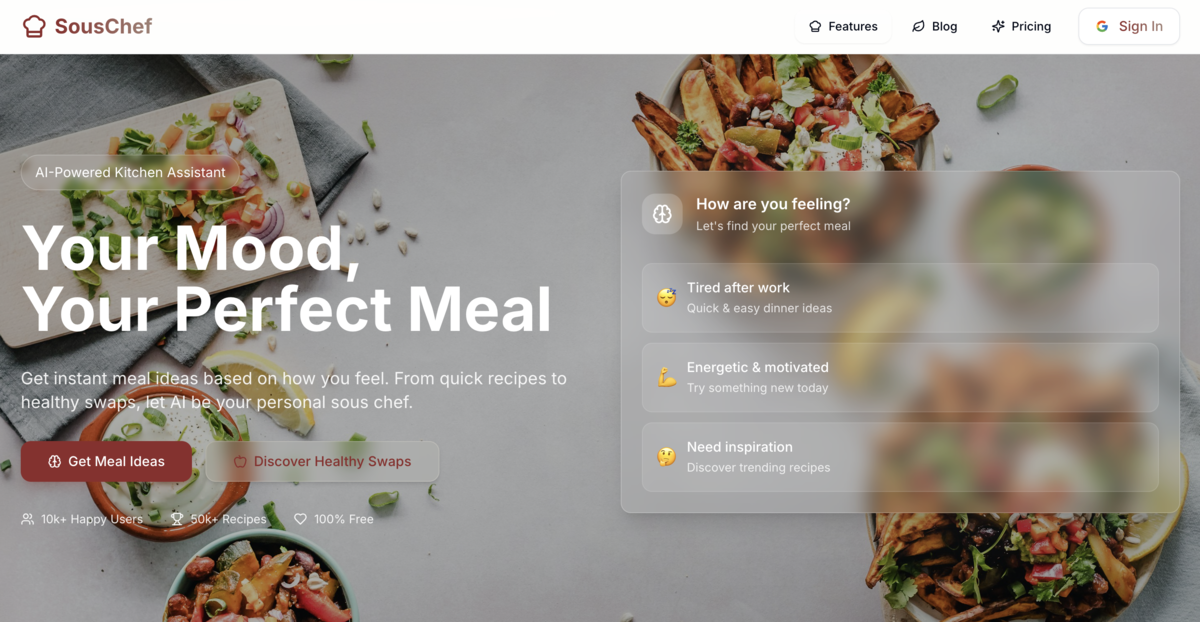 SousChef
Features
Blog
Pricing
Sign In
AI-Powered Kitchen Assistant
Your Mood,
Your Perfect Meal
Get instant meal ideas based on how you feel. From quick recipes to
healthy swaps, let AI be your personal sous chef.
Get Meal Ideas
Discover Healthy Swaps
10k+ Happy Users
50k+ Recipes
100% Free
How are you feeling?
Let's find your perfect meal
Tired after work
Quick & easy dinner ideas
Energetic & motivated
Try something new today
Need inspiration
Discover trending recipes